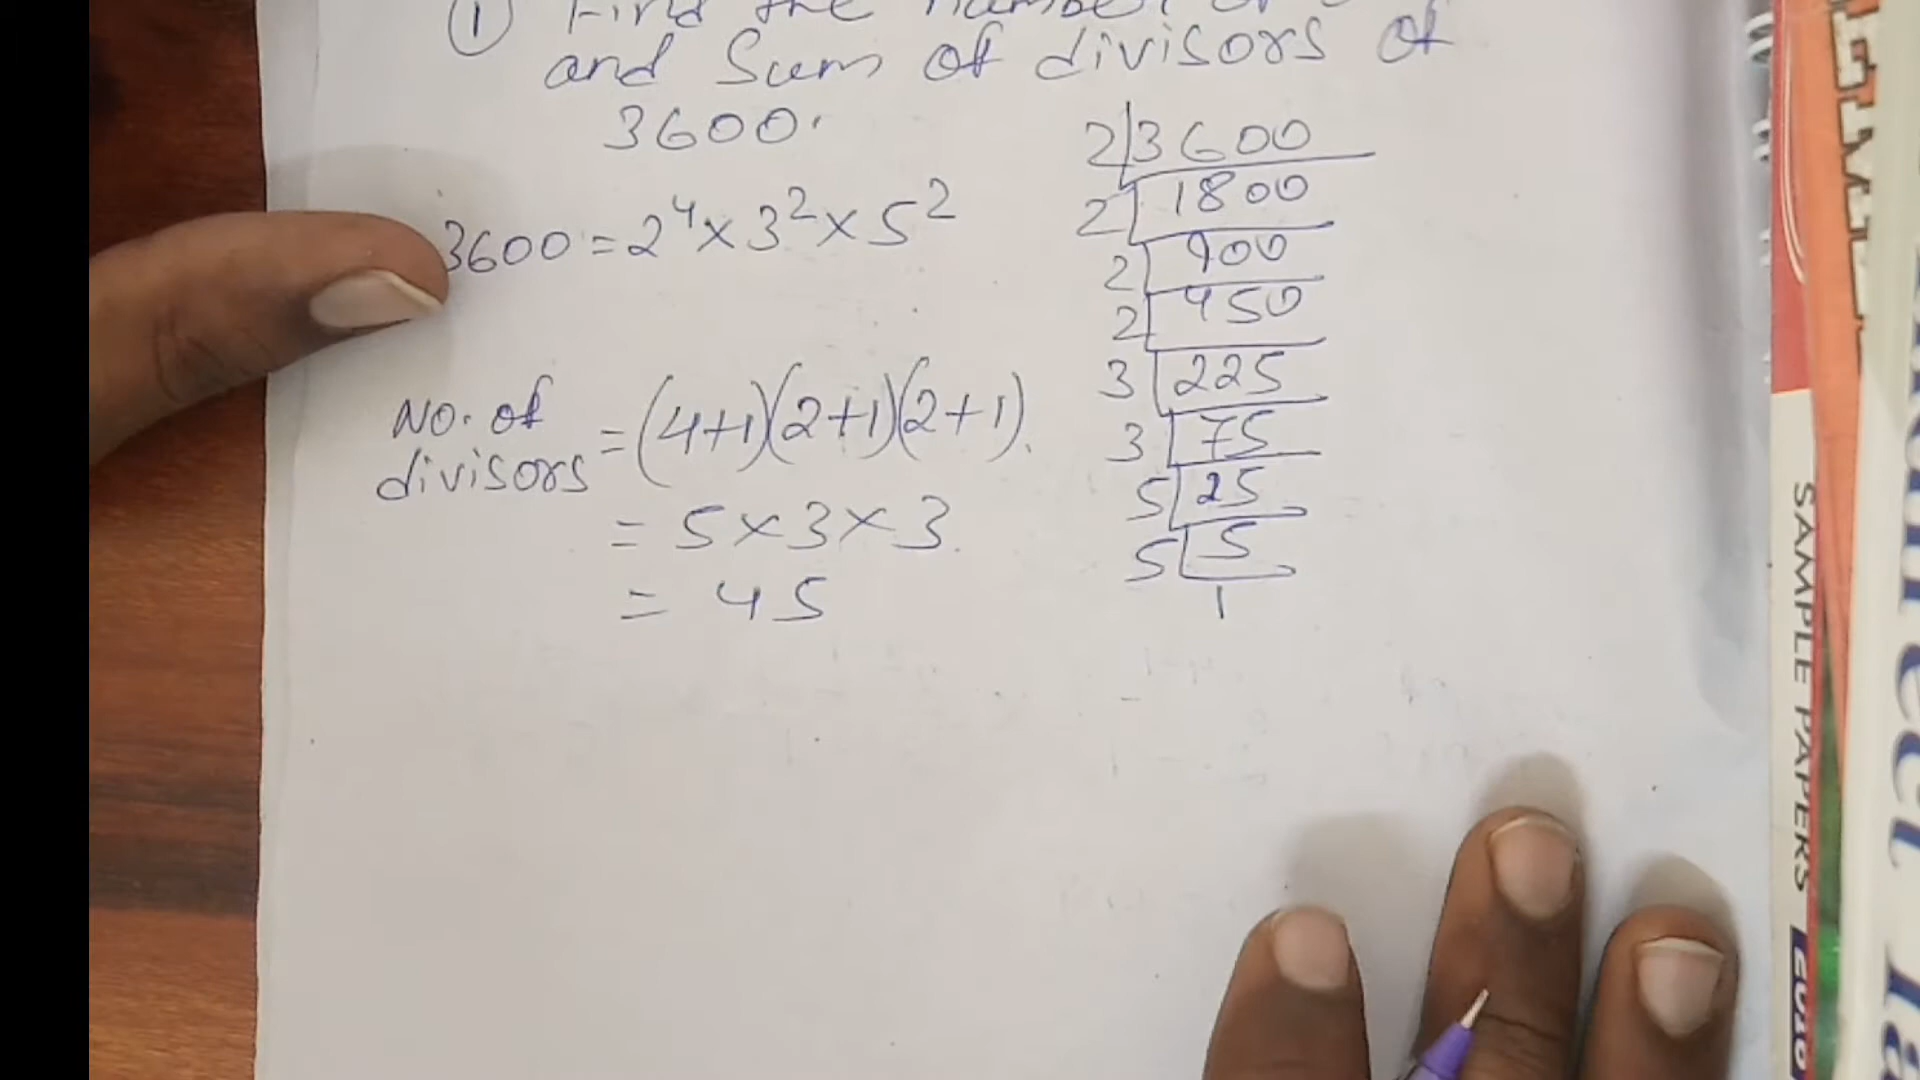 ① Find the number of
and Sum of divisors of
3600.
3600 = 2⁴ × 3² × 5²
No. of
divisors = (4+1)(2+1)(2+1).
= 5 × 3 × 3.
= 45
2 | 3600
2 | 1800
2 | 900
2 | 450
3 | 225
3 | 75
5 | 25
5 | 5
1
SAMPLE PAPERS